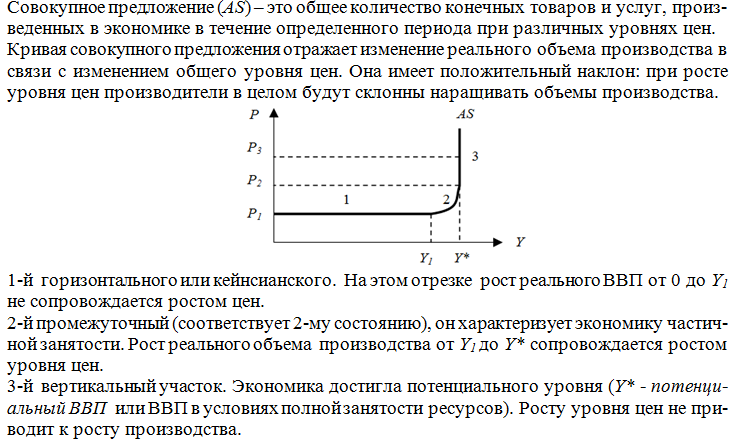 Совокупное предложение (AS) – это общее количество конечных товаров и услуг, произ-
веденных в экономике в течение определенного периода при различных уровнях цен.
Кривая совокупного предложения отражает изменение реального объема производства в
связи с изменением общего уровня цен. Она имеет положительный наклон: при росте
уровня цен производители в целом будут склонны наращивать объемы производства.
P AS
P3 3
P2
1 2
P1
Y
Y1 Y*
1-й горизонтального или кейнсианского. На этом отрезке рост реального ВВП от 0 до Y1
не сопровождается ростом цен.
2-й промежуточный (соответствует 2-му состоянию), он характеризует экономику частич-
ной занятости. Рост реального объема производства от Y1 до Y* сопровождается ростом
уровня цен.
3-й вертикальный участок. Экономика достигла потенциального уровня (Y* - потенци-
альный ВВП или ВВП в условиях полной занятости ресурсов). Росту уровня цен не при-
водит к росту производства.